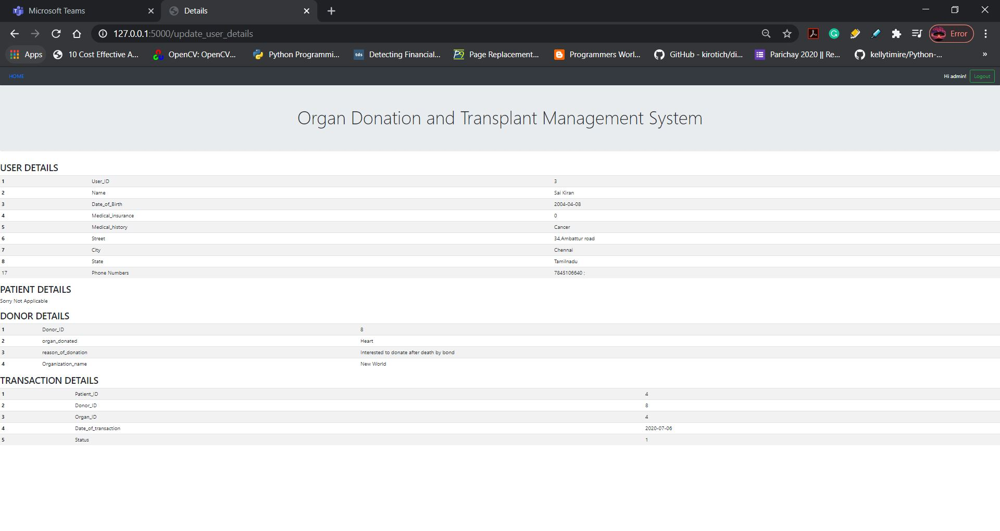 Microsoft Teams
Details
127.0.0.1:5000/update_user_details
Error
Apps
10 Cost Effective A...
OpenCV: OpenCV...
Python Programmi...
tds
Detecting Financial...
Page Replacement...
Programmers Worl...
GitHub - kirotich/di...
Parichay 2020 || Re...
kellytimire/Python-...
»
HOME
Hi admin!
Logout
Organ Donation and Transplant Management System
USER DETAILS
1 User_ID 3
2 Name Sai Kiran
3 Date_of_Birth 2004-04-08
4 Medical_insurance 0
5 Medical_history Cancer
6 Street 34,Ambattur road
7 City Chennai
8 State Tamilnadu
17 Phone Numbers 7845106640 ;
PATIENT DETAILS
Sorry Not Applicable
DONOR DETAILS
1 Donor_ID 8
2 organ_donated Heart
3 reason_of_donation Interested to donate after death by bond
4 Organization_name New World
TRANSACTION DETAILS
1 Patient_ID 4
2 Donor_ID 8
3 Organ_ID 4
4 Date_of_transaction 2020-07-06
5 Status 1